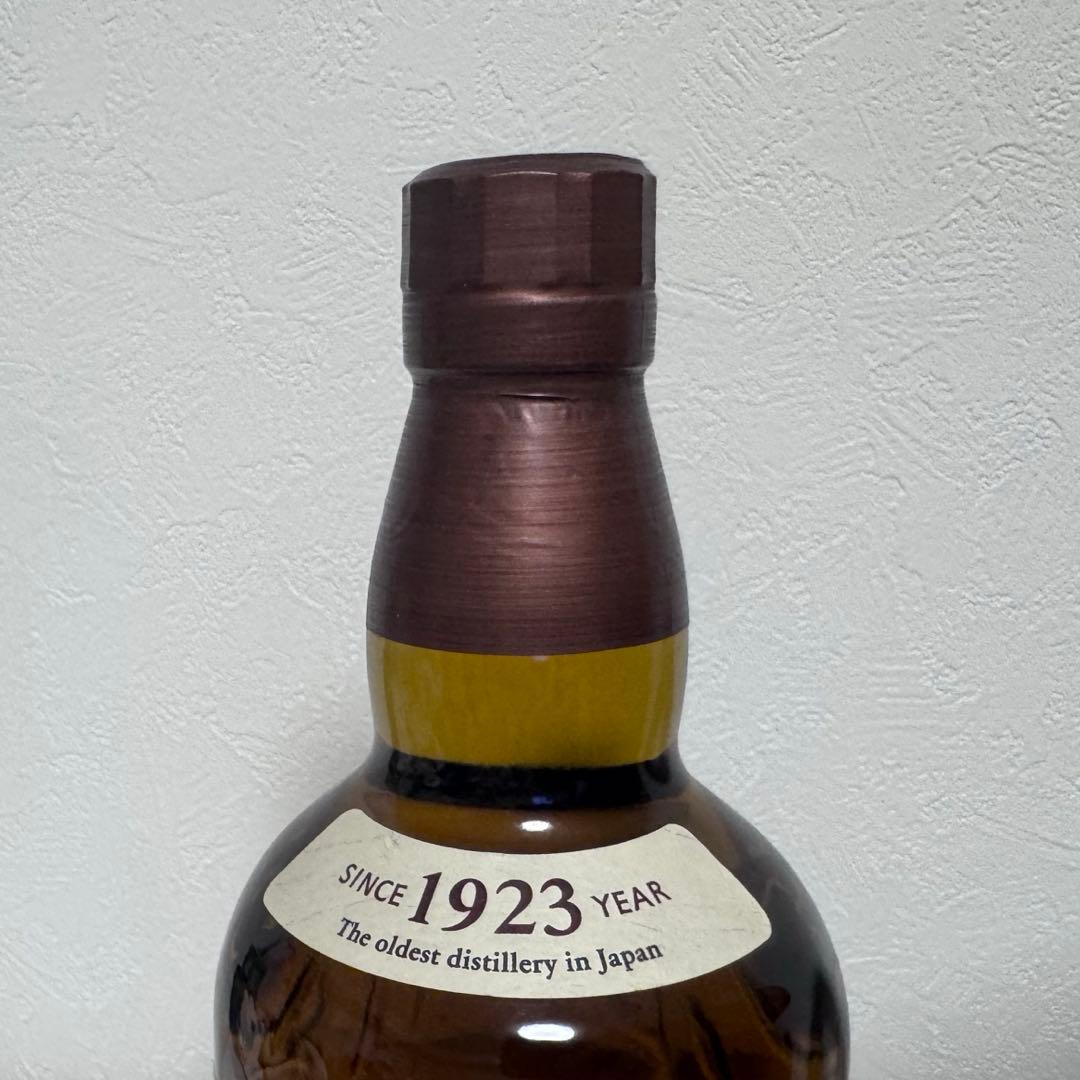 SINCE 1923 YEAR
The oldest distillery in Japan